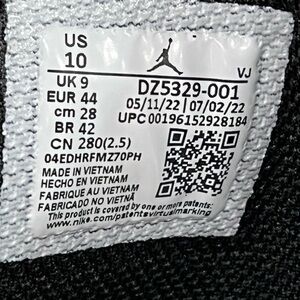 US
10
VJ
UK 9
DZ5329-001
EUR 44
05/11/22 | 07/02/22
cm 28
UPC 00196152928184
BR 42
CN 280(2.5)
04EDHRFMZ70PH
MADE IN VIETNAM
HECHO EN VIETNAM
FABRIQUE AU VIETNAM
FABRICADO NO VIETNÃ
This product is covered by one or more patents.
www.nike.com/patentsvirtualmarking